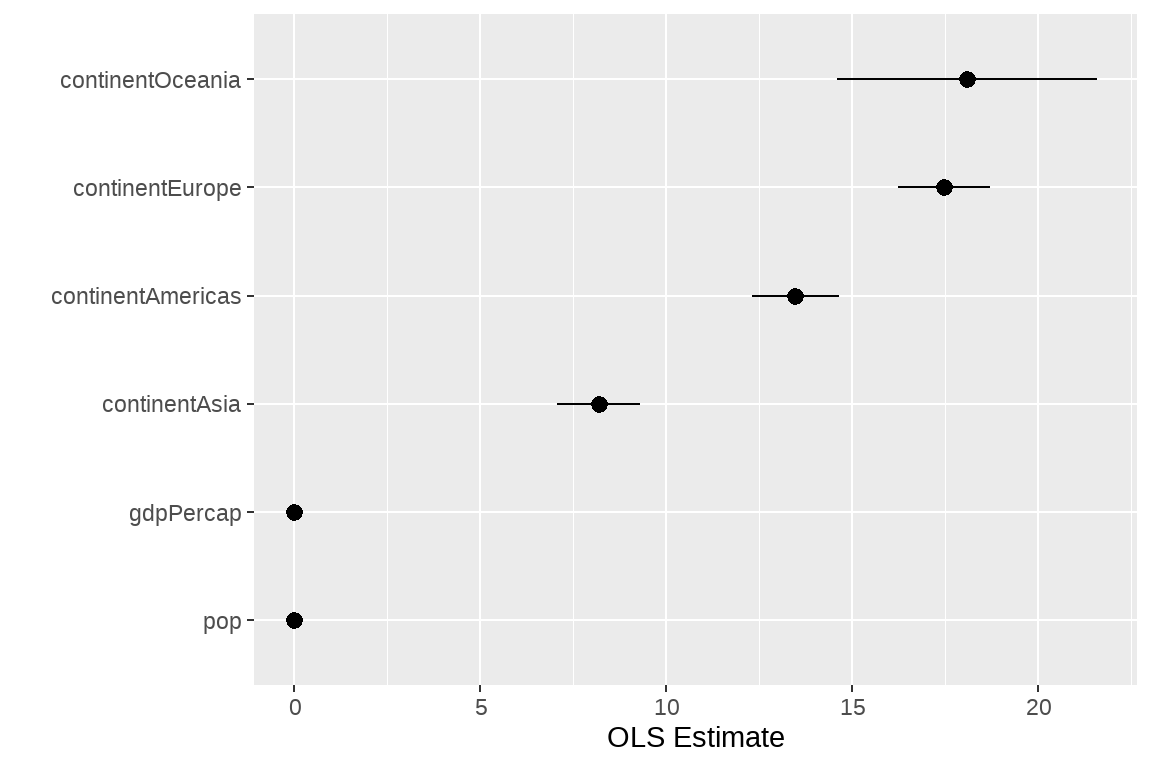 continentOceania
continentEurope
continentAmericas
continentAsia
gdpPercap
pop
0 5 10 15 20
OLS Estimate